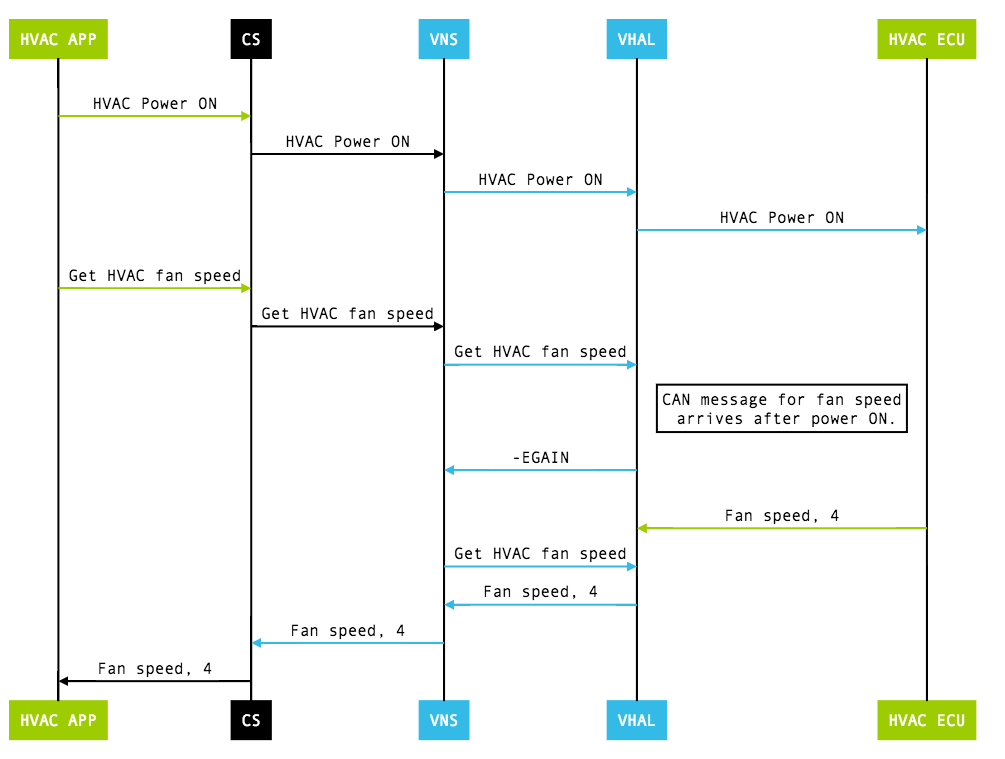 HVAC APP CS VNS VHAL HVAC ECU
HVAC Power ON
HVAC Power ON
HVAC Power ON
HVAC Power ON
Get HVAC fan speed
Get HVAC fan speed
Get HVAC fan speed
CAN message for fan speed
arrives after power ON.
-EGAIN
Fan speed, 4
Get HVAC fan speed
Fan speed, 4
Fan speed, 4
Fan speed, 4
HVAC APP CS VNS VHAL HVAC ECU